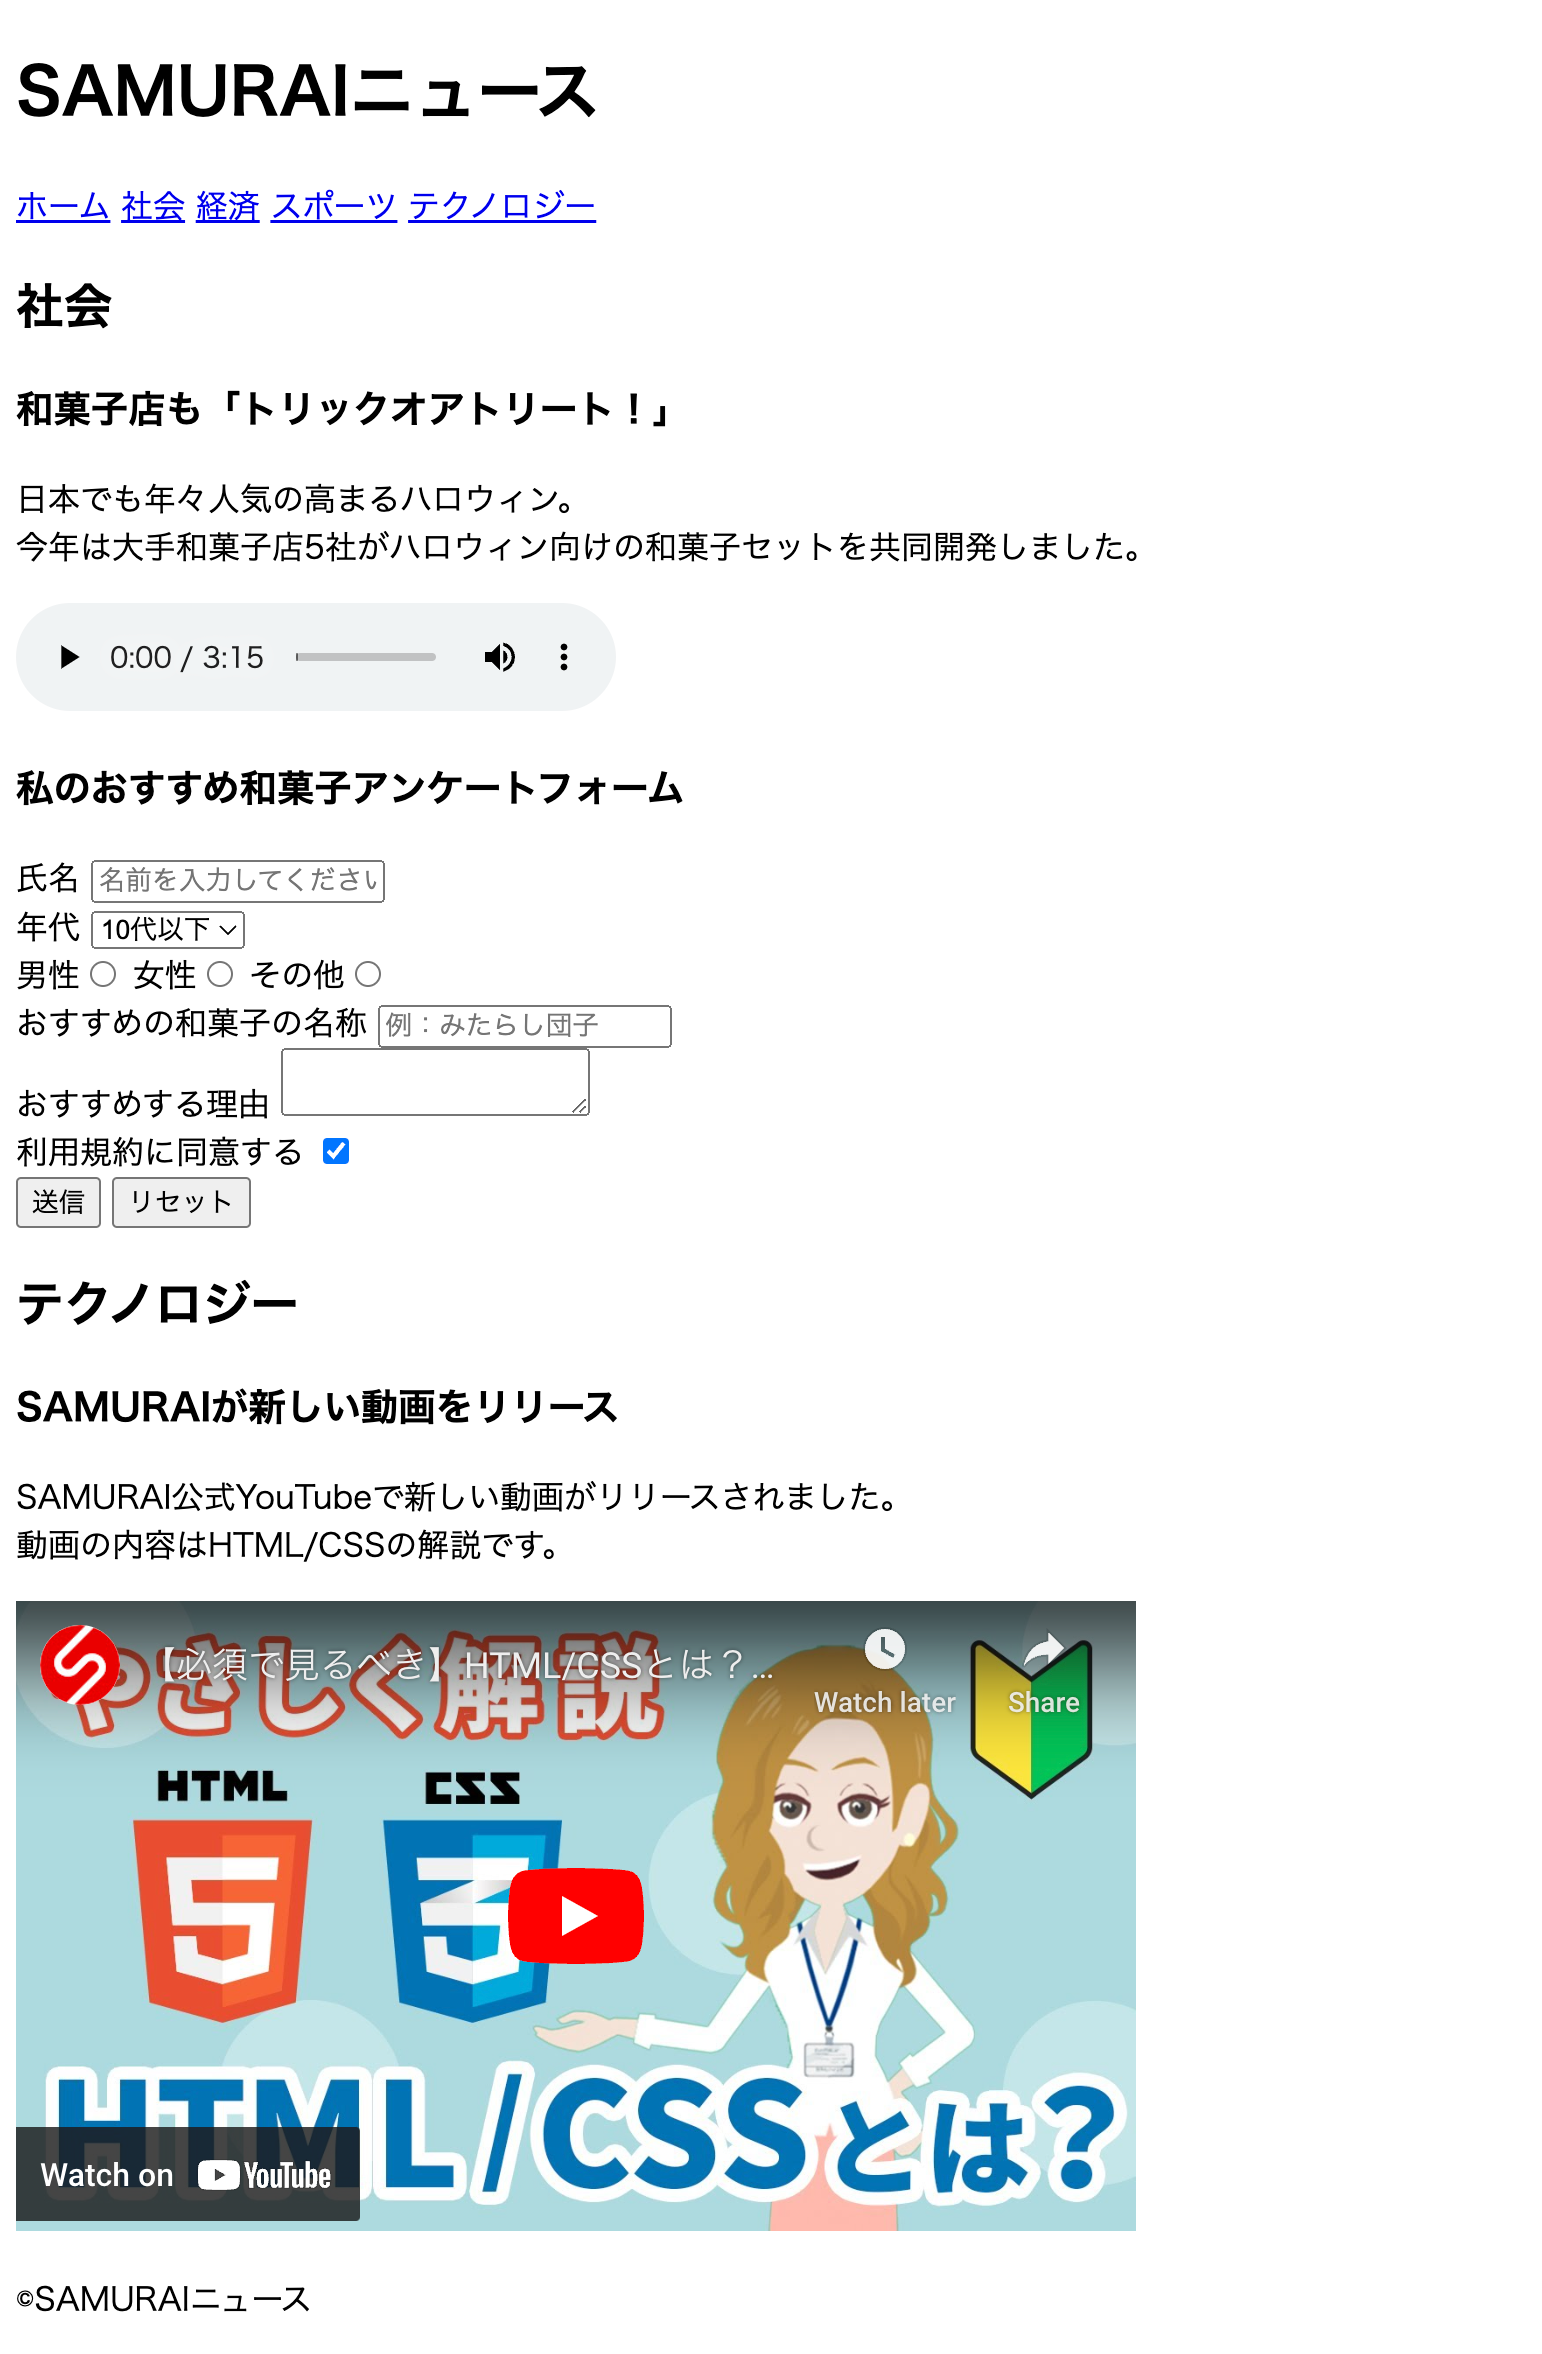 SAMURAIニュース
ホーム 社会 経済 スポーツ テクノロジー
社会
和菓子店も「トリックオアトリート！」
日本でも年々人気の高まるハロウィン。
今年は大手和菓子店5社がハロウィン向けの和菓子セットを共同開発しました。
0:00 / 3:15
私のおすすめ和菓子アンケートフォーム
氏名 名前を入力してください
年代 10代以下
男性 女性 その他
おすすめの和菓子の名称 例：みたらし団子
おすすめする理由
利用規約に同意する
送信 リセット
テクノロジー
SAMURAIが新しい動画をリリース
SAMURAI公式YouTubeで新しい動画がリリースされました。
動画の内容はHTML/CSSの解説です。
【必須で見るべき】HTML/CSSとは？...
Watch later Share
やさしく解説
HTML CSS
5 3
HTML/CSSとは？
Watch on YouTube
©SAMURAIニュース